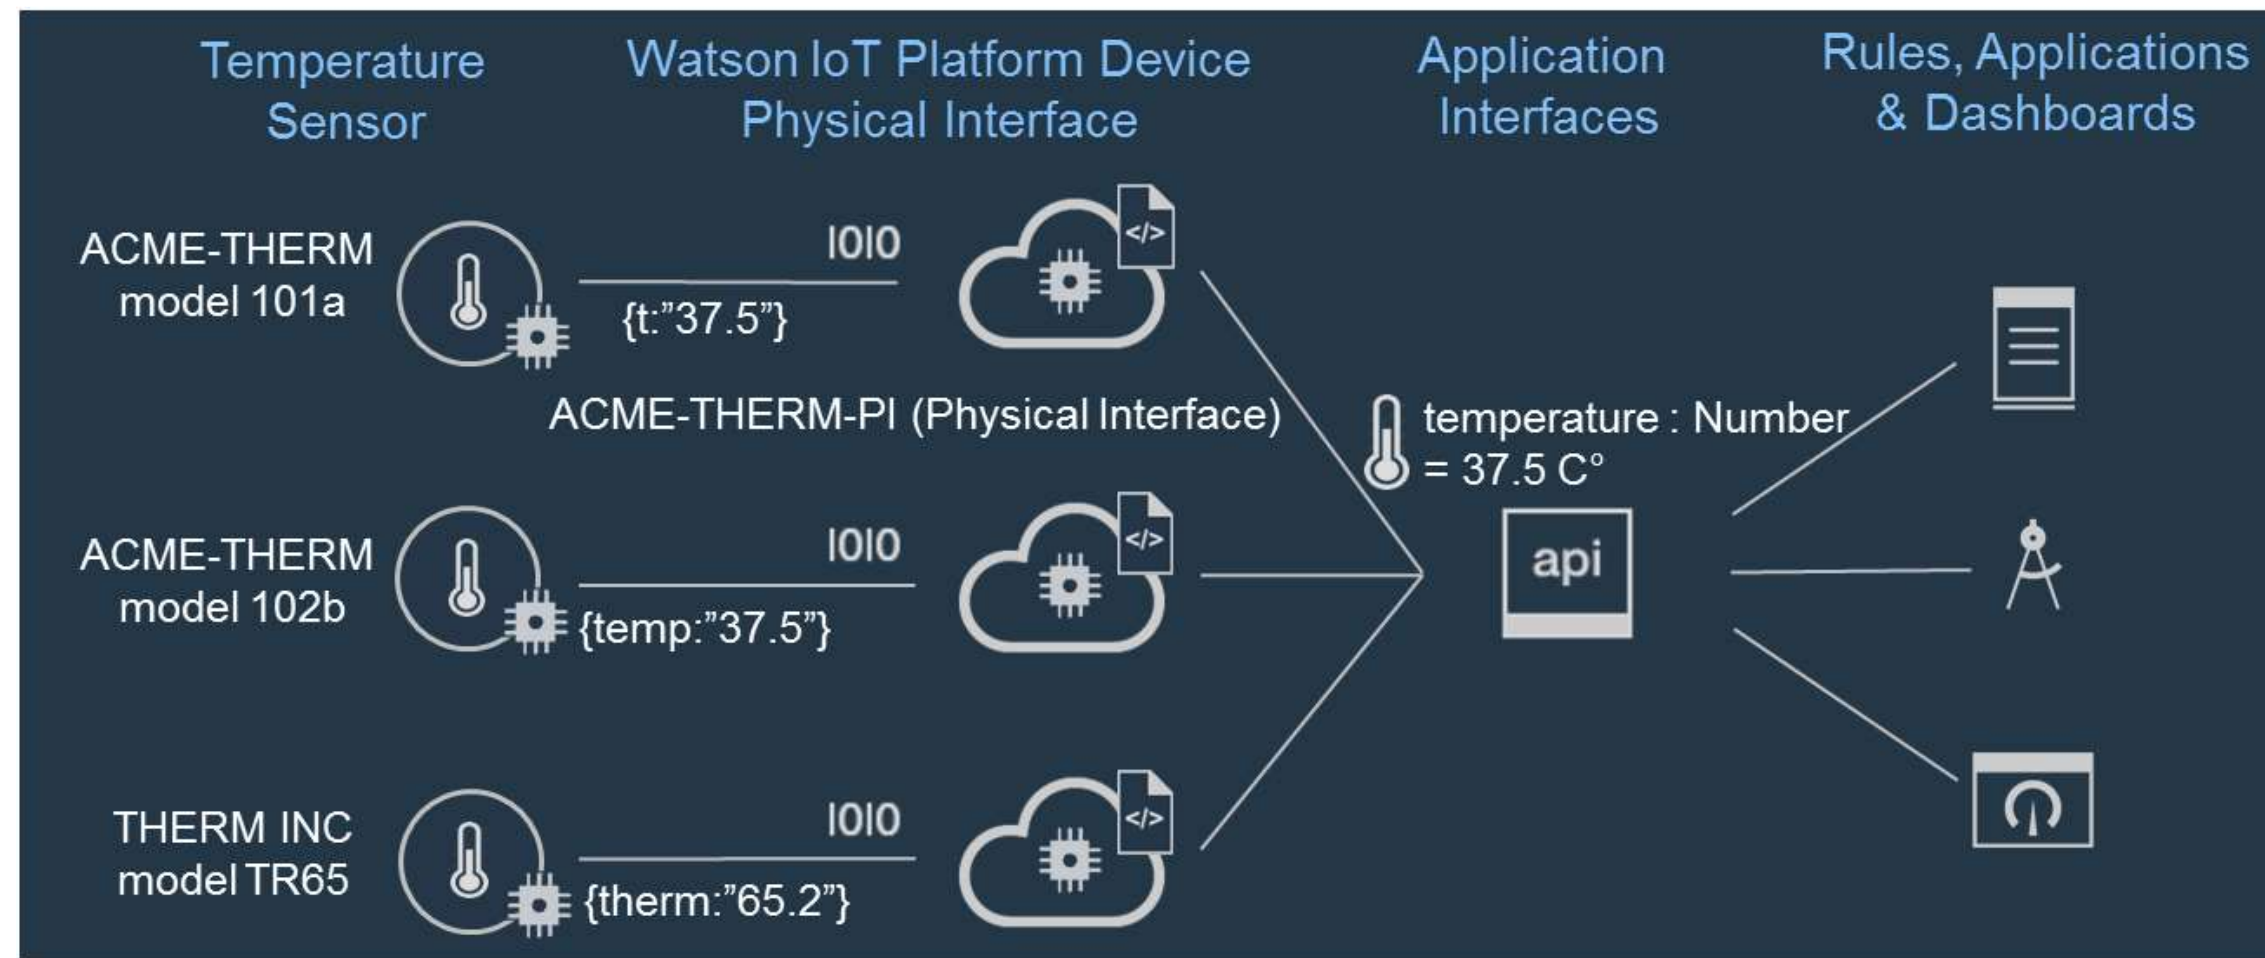 Temperature
Sensor
Watson IoT Platform Device
Physical Interface
Application
Interfaces
Rules, Applications
& Dashboards
ACME-THERM
model 101a
IOIO
{t:”37.5”}
</>
ACME-THERM-PI (Physical Interface)
temperature : Number
= 37.5 C°
ACME-THERM
model 102b
IOIO
{temp:”37.5”}
</>
api
THERM INC
model TR65
IOIO
{therm:”65.2”}
</>